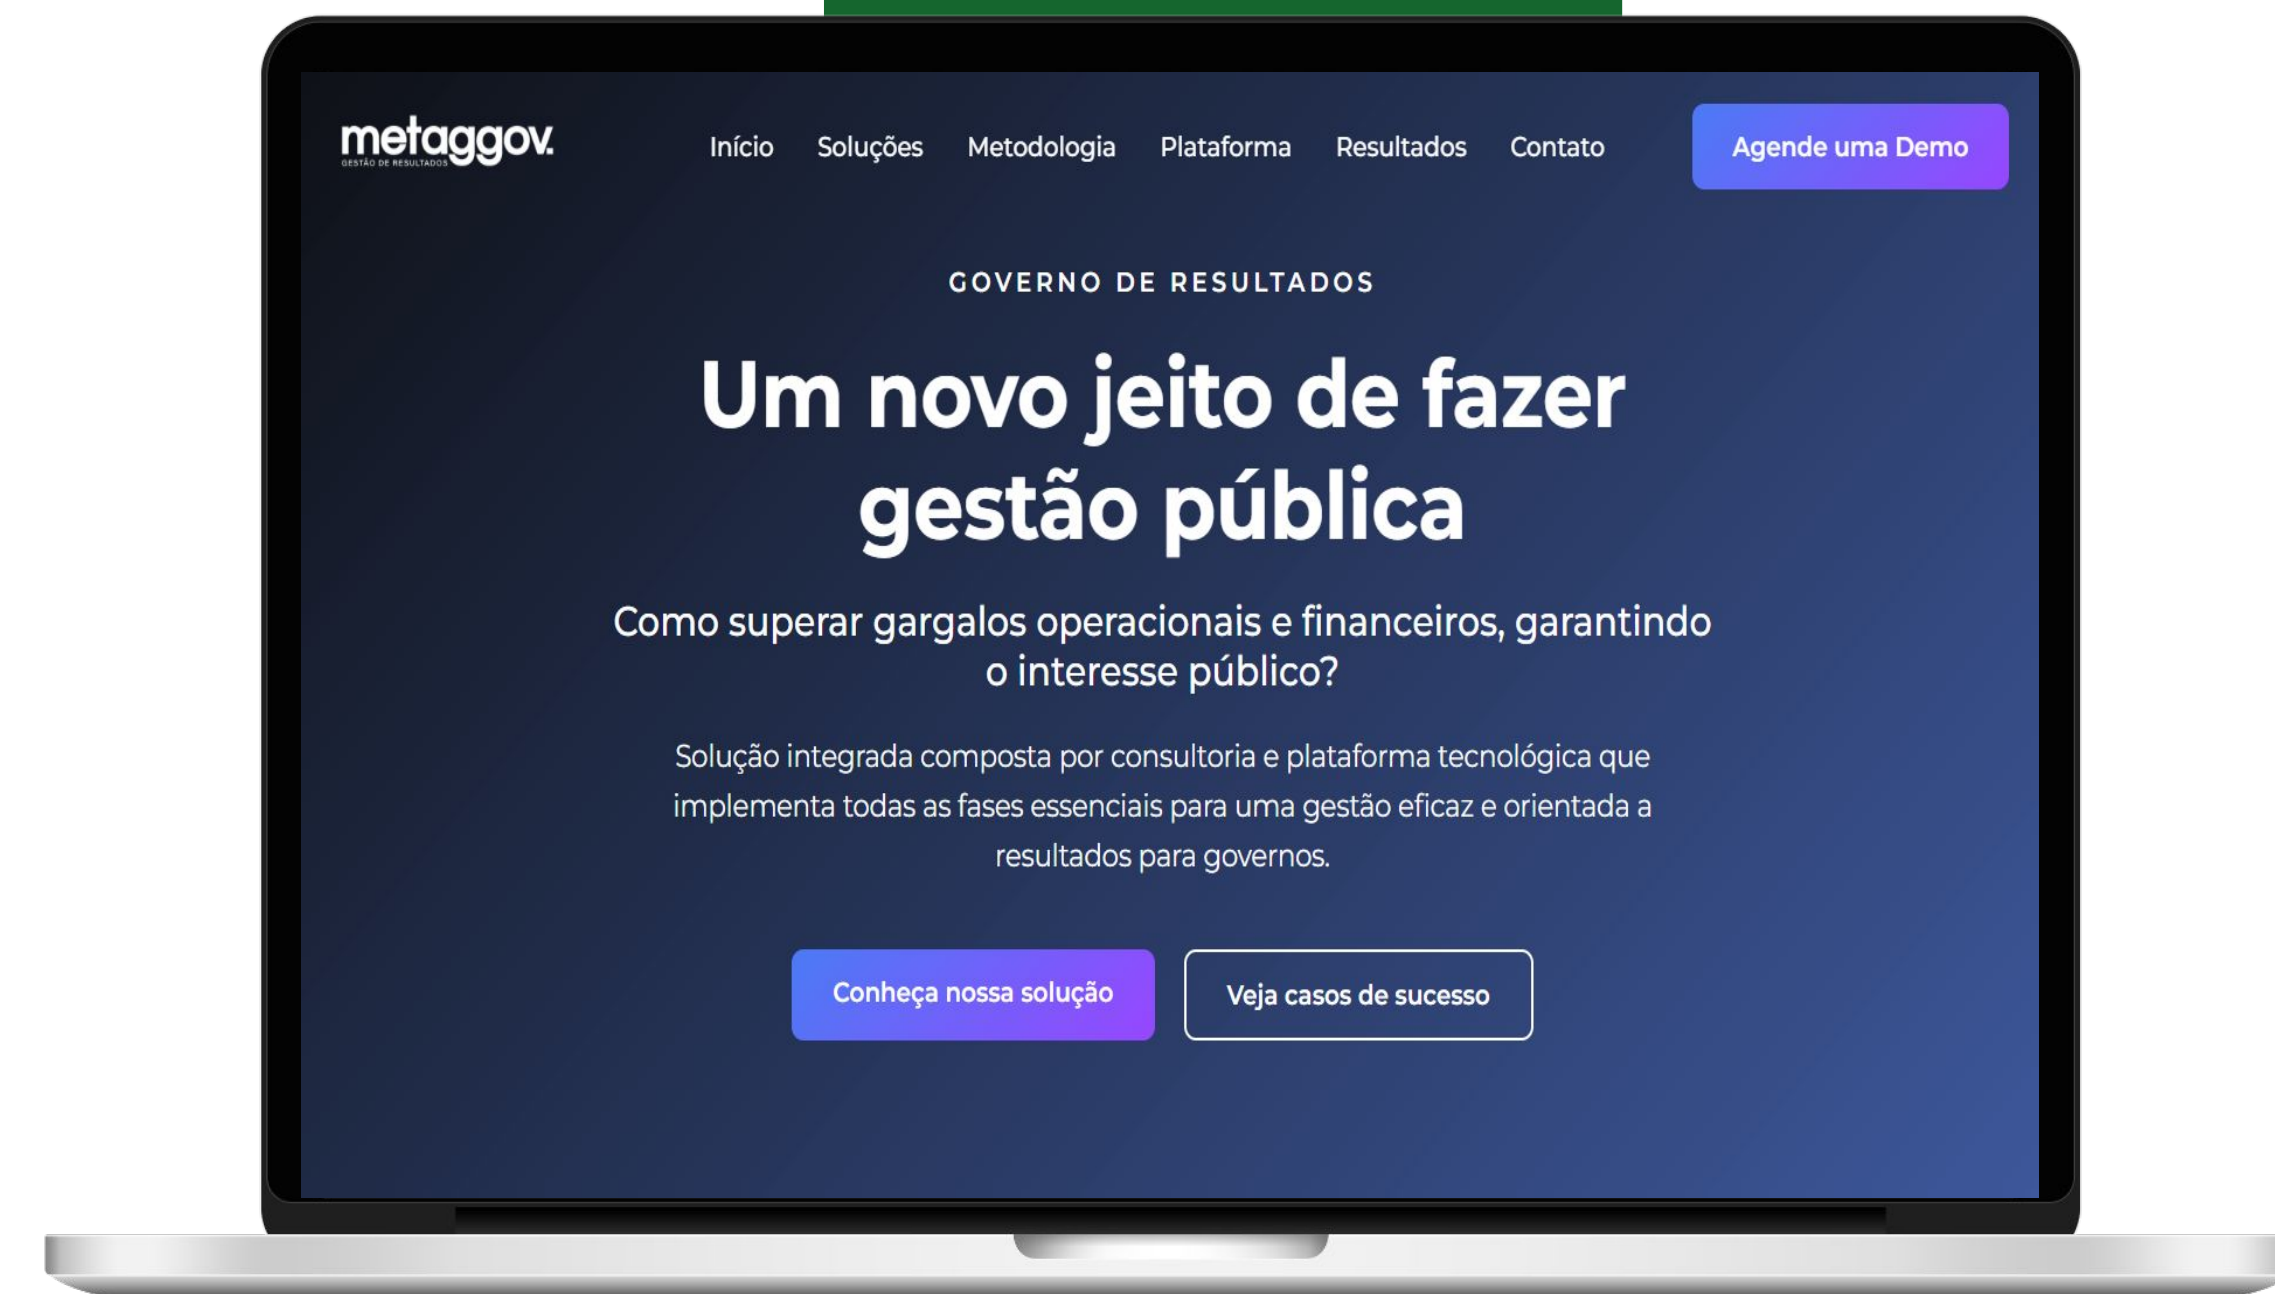 metaggov.
GESTÃO DE RESULTADOS
Início Soluções Metodologia Plataforma Resultados Contato Agende uma Demo
GOVERNO DE RESULTADOS
Um novo jeito de fazer
gestão pública
Como superar gargalos operacionais e financeiros, garantindo
o interesse público?
Solução integrada composta por consultoria e plataforma tecnológica que
implementa todas as fases essenciais para uma gestão eficaz e orientada a
resultados para governos.
Conheça nossa solução Veja casos de sucesso